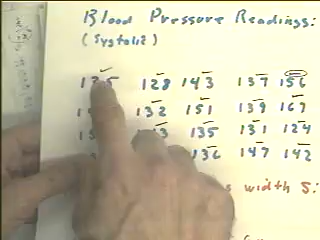 Blood Pressure Readings:
(Systolic)
128 143 137 156
132 151 139 167
135 131 124
136 147 142
width 5: